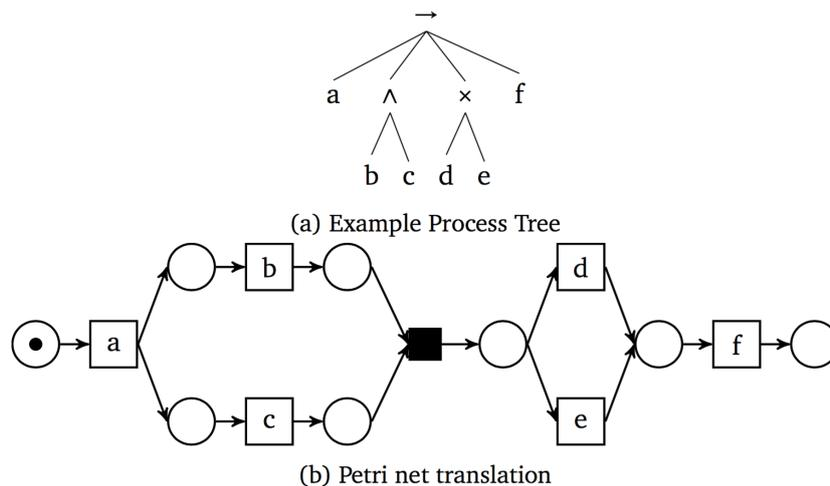 →
a ∧ × f
b c d e
(a) Example Process Tree
b d
a f
c e
(b) Petri net translation